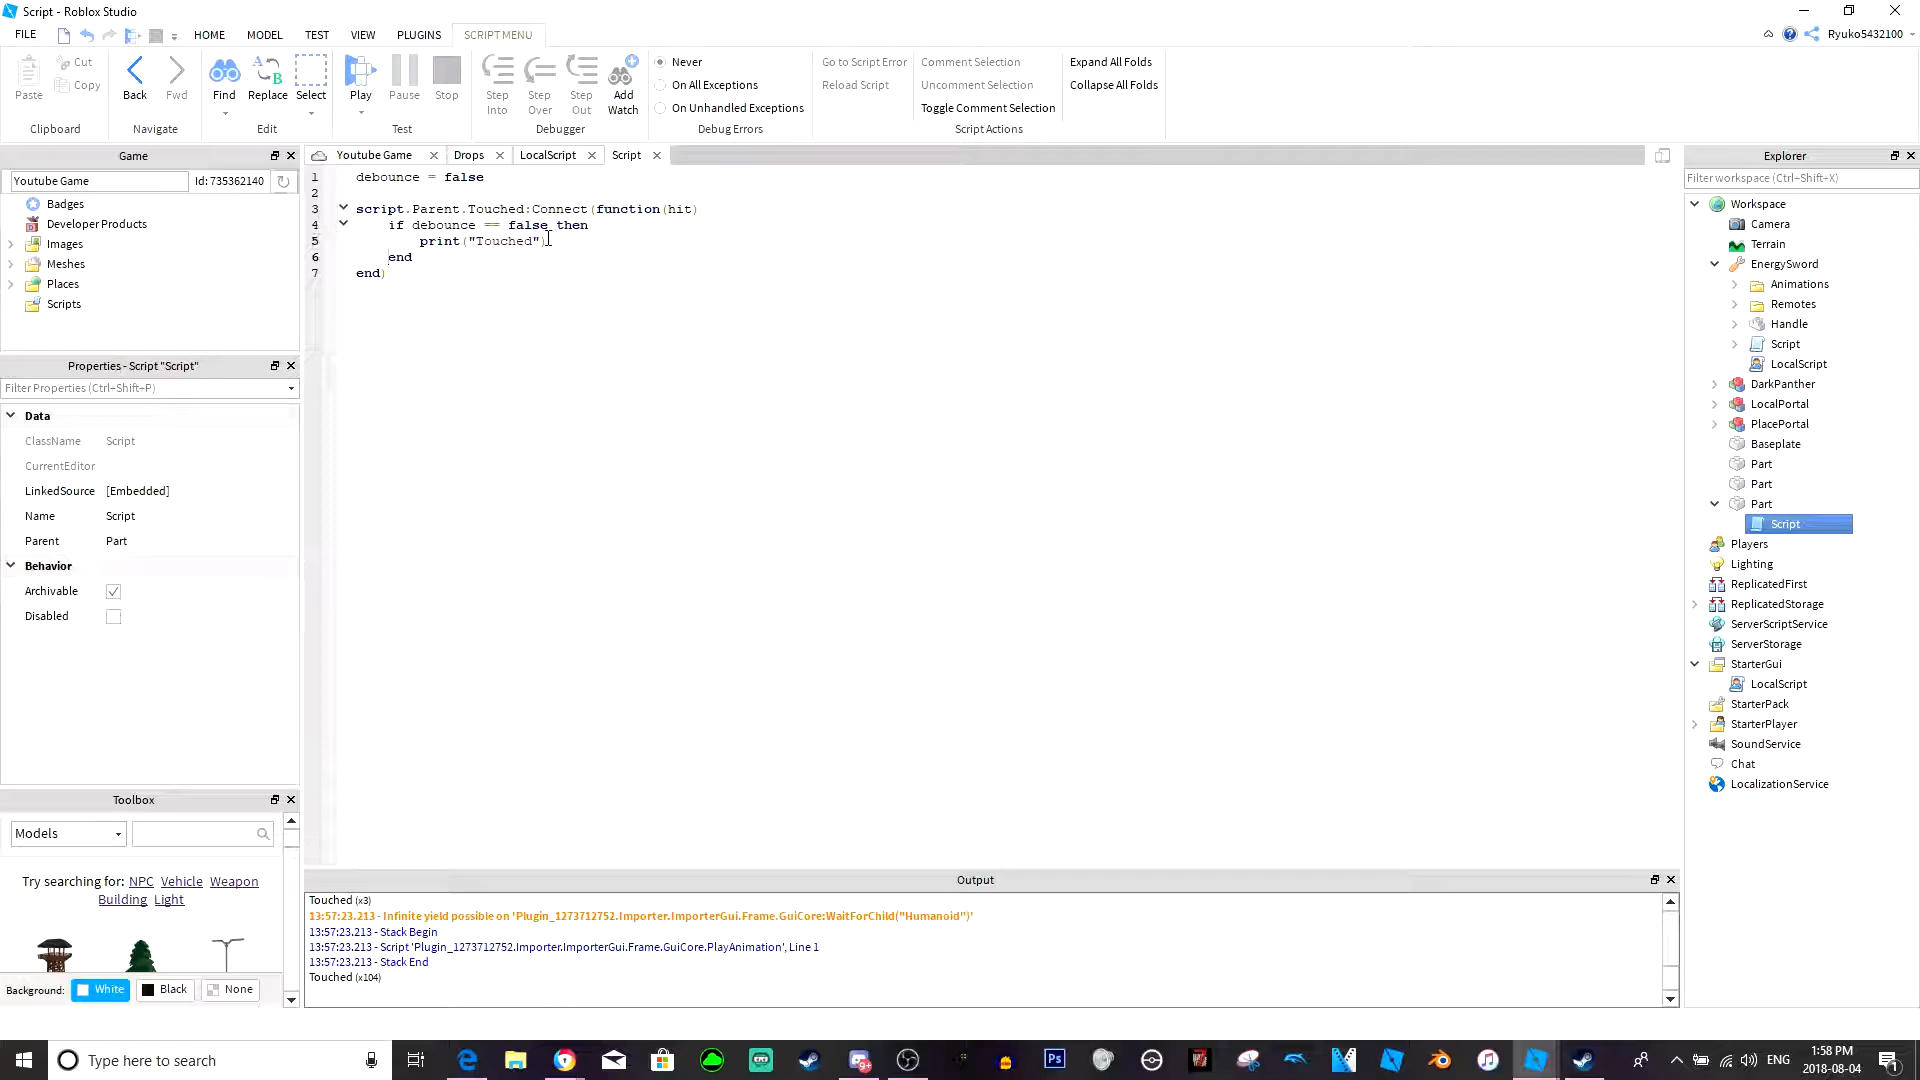 Script - Roblox Studio
FILE
HOME
MODEL
TEST
VIEW
PLUGINS
SCRIPT MENU
Ryuko5432100
Paste
Cut
Copy
Clipboard
Back
Fwd
Navigate
Find
Replace
Select
Edit
Play
Pause
Stop
Test
Step Into
Step Over
Step Out
Add Watch
Debugger
Never
On All Exceptions
On Unhandled Exceptions
Debug Errors
Go to Script Error
Reload Script
Comment Selection
Uncomment Selection
Toggle Comment Selection
Script Actions
Expand All Folds
Collapse All Folds
Game
Youtube Game
Id: 735362140
Badges
Developer Products
Images
Meshes
Places
Scripts
Properties - Script "Script"
Filter Properties (Ctrl+Shift+P)
Data
ClassName Script
CurrentEditor
LinkedSource [Embedded]
Name Script
Parent Part
Behavior
Archivable
Disabled
Toolbox
Models
Try searching for: NPC Vehicle Weapon
Building Light
Background: White Black None
Youtube Game
Drops
LocalScript
Script
1 debounce = false
2
3 script.Parent.Touched:Connect(function(hit)
4 if debounce == false then
5 print("Touched")
6 end
7 end)
Output
Touched (x3)
13:57:23.213 - Infinite yield possible on 'Plugin_1273712752.Importer.ImporterGui.Frame.GuiCore:WaitForChild("Humanoid")'
13:57:23.213 - Stack Begin
13:57:23.213 - Script 'Plugin_1273712752.Importer.ImporterGui.Frame.GuiCore.PlayAnimation', Line 1
13:57:23.213 - Stack End
Touched (x104)
Explorer
Filter workspace (Ctrl+Shift+X)
Workspace
Camera
Terrain
EnergySword
Animations
Remotes
Handle
Script
LocalScript
DarkPanther
LocalPortal
PlacePortal
Baseplate
Part
Part
Part
Script
Players
Lighting
ReplicatedFirst
ReplicatedStorage
ServerScriptService
ServerStorage
StarterGui
LocalScript
StarterPack
StarterPlayer
SoundService
Chat
LocalizationService
Type here to search
Ps
ENG
1:58 PM
2018-08-04